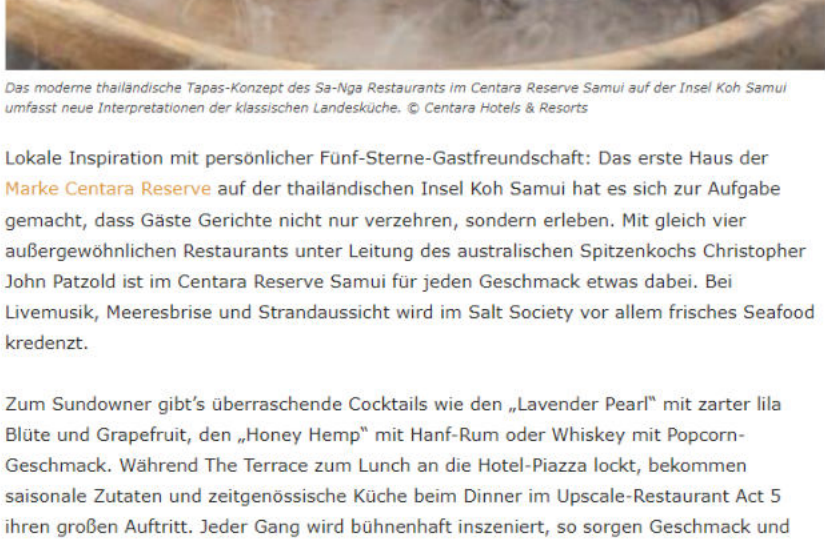 Das moderne thailändische Tapas-Konzept des Sa-Nga Restaurants im Centara Reserve Samui auf der Insel Koh Samui
umfasst neue Interpretationen der klassischen Landesküche. © Centara Hotels & Resorts
Lokale Inspiration mit persönlicher Fünf-Sterne-Gastfreundschaft: Das erste Haus der
Marke Centara Reserve auf der thailändischen Insel Koh Samui hat es sich zur Aufgabe
gemacht, dass Gäste Gerichte nicht nur verzehren, sondern erleben. Mit gleich vier
außergewöhnlichen Restaurants unter Leitung des australischen Spitzenkochs Christopher
John Patzold ist im Centara Reserve Samui für jeden Geschmack etwas dabei. Bei
Livemusik, Meeresbrise und Strandaussicht wird im Salt Society vor allem frisches Seafood
kredenzt.
Zum Sundowner gibt’s überraschende Cocktails wie den „Lavender Pearl“ mit zarter lila
Blüte und Grapefruit, den „Honey Hemp“ mit Hanf-Rum oder Whiskey mit Popcorn-
Geschmack. Während The Terrace zum Lunch an die Hotel-Piazza lockt, bekommen
saisonale Zutaten und zeitgenössische Küche beim Dinner im Upscale-Restaurant Act 5
ihren großen Auftritt. Jeder Gang wird bühnenhaft inszeniert, so sorgen Geschmack und